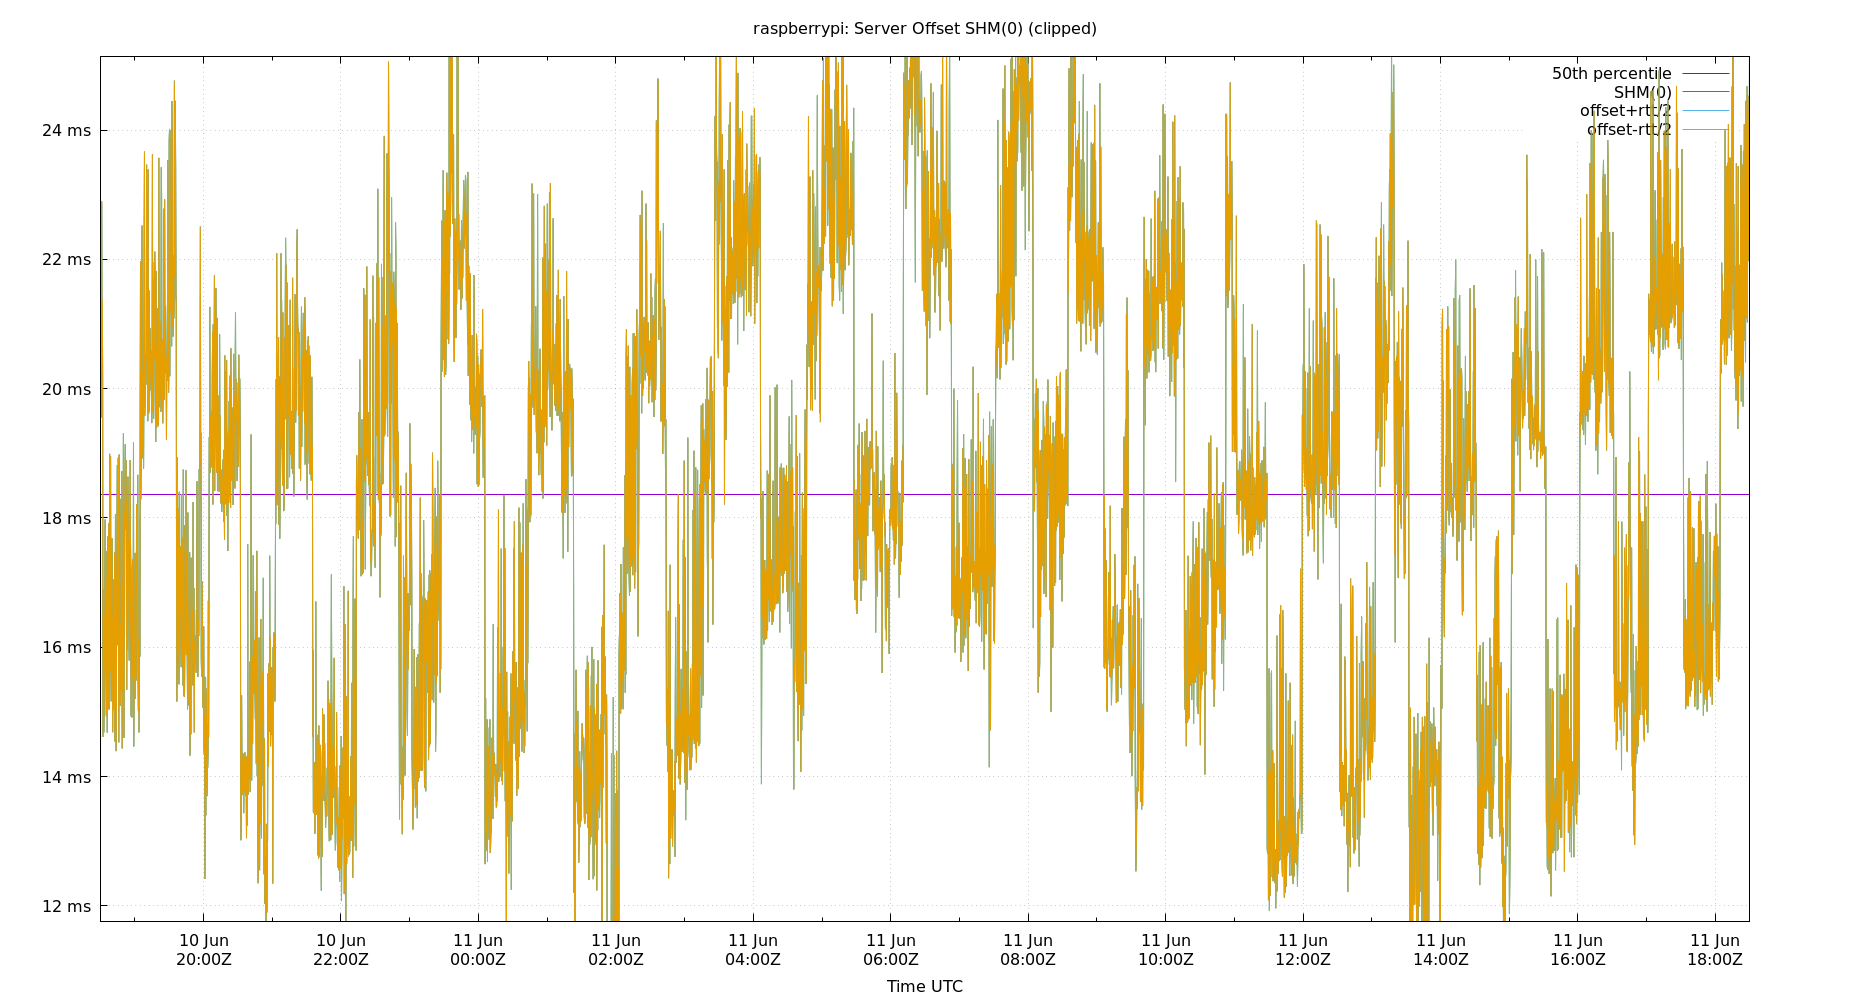 raspberrypi: Server Offset SHM(0) (clipped)
50th percentile
SHM(0)
offset+rtt/2
offset-rtt/2
24 ms
22 ms
20 ms
18 ms
16 ms
14 ms
12 ms
10 Jun 10 Jun 11 Jun 11 Jun 11 Jun 11 Jun 11 Jun 11 Jun 11 Jun 11 Jun 11 Jun 11 Jun
20:00Z 22:00Z 00:00Z 02:00Z 04:00Z 06:00Z 08:00Z 10:00Z 12:00Z 14:00Z 16:00Z 18:00Z
Time UTC